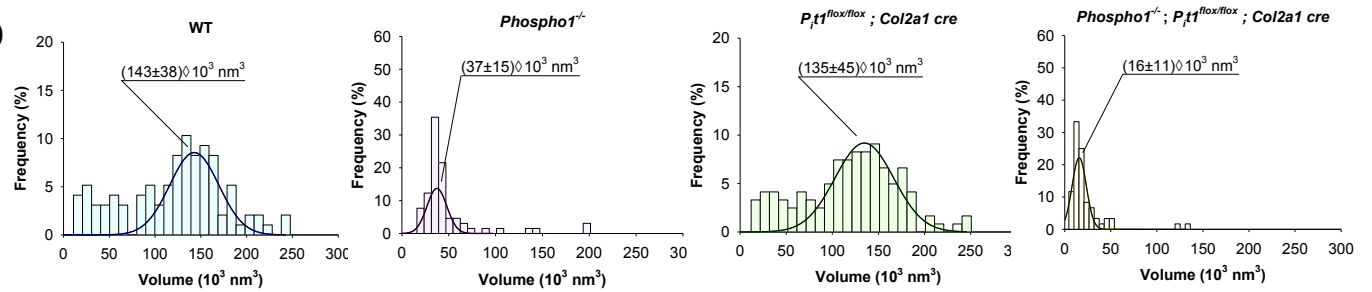 )
WT
(143±38)◊10³ nm³
Frequency (%)
20
15
10
5
0
0 50 100 150 200 250 300
Volume (10³ nm³)
Phospho1⁻/⁻
(37±15)◊10³ nm³
Frequency (%)
60
50
40
30
20
10
0
0 50 100 150 200 250 30
Volume (10³ nm³)
Pᵢt1flox/flox ; Col2a1 cre
(135±45)◊10³ nm³
Frequency (%)
20
15
10
5
0
0 50 100 150 200 250 3
Volume (10³ nm³)
Phospho1⁻/⁻; Pᵢt1flox/flox ; Col2a1 cre
(16±11)◊10³ nm³
Frequency (%)
60
50
40
30
20
10
0
0 50 100 150 200 250 300
Volume (10³ nm³)